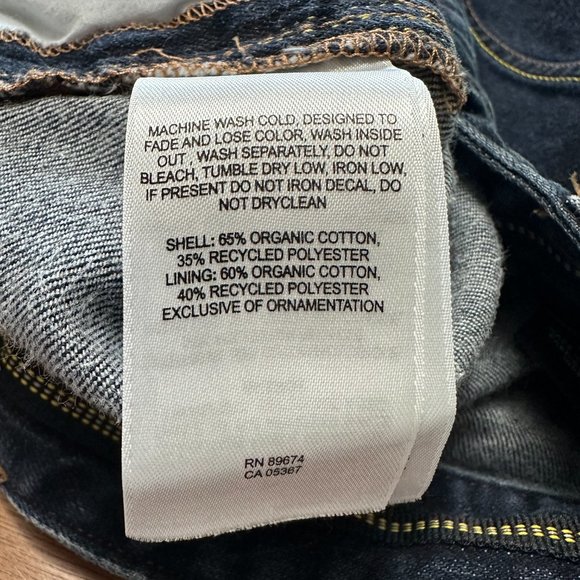 MACHINE WASH COLD, DESIGNED TO
FADE AND LOSE COLOR, WASH INSIDE
OUT , WASH SEPARATELY, DO NOT
BLEACH, TUMBLE DRY LOW, IRON LOW,
IF PRESENT DO NOT IRON DECAL, DO
NOT DRYCLEAN
SHELL: 65% ORGANIC COTTON,
35% RECYCLED POLYESTER
LINING: 60% ORGANIC COTTON,
40% RECYCLED POLYESTER
EXCLUSIVE OF ORNAMENTATION
RN 89674
CA 05367